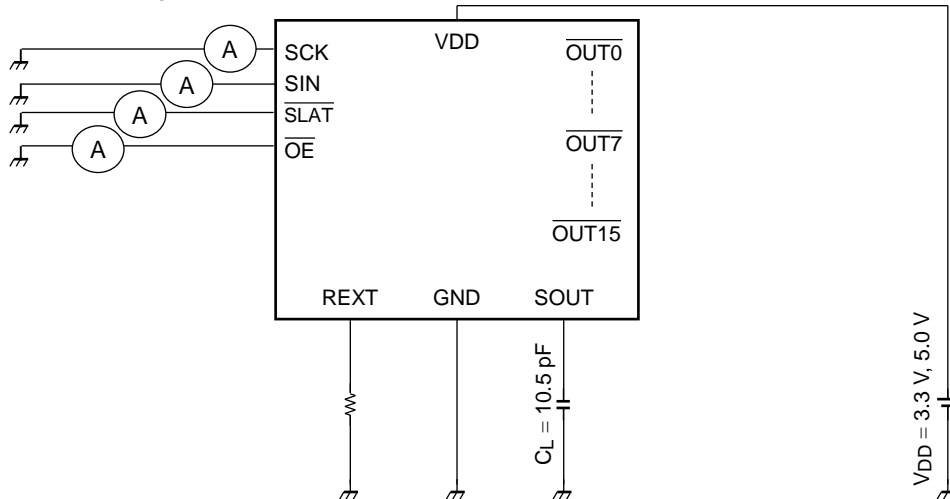 VDD
A SCK
A SIN
A SLAT
A OE
OUT0
OUT7
OUT15
REXT GND SOUT
CL = 10.5 pF
VDD = 3.3 V, 5.0 V